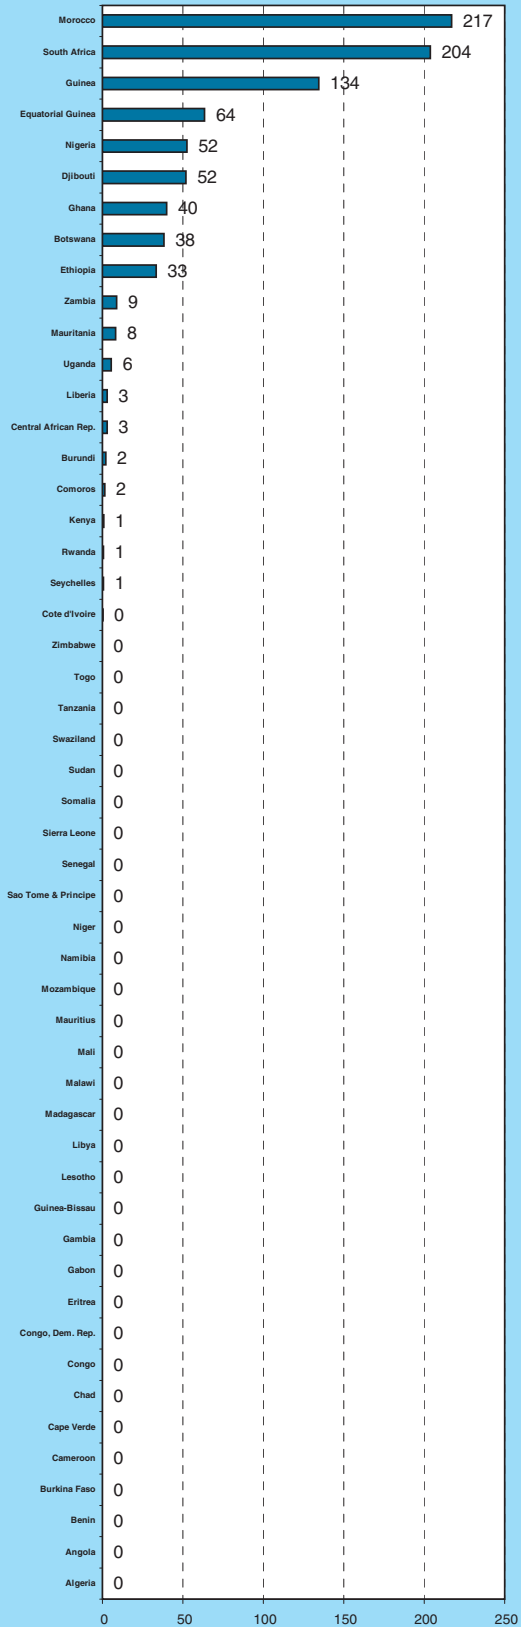 Morocco 217
South Africa 204
Guinea 134
Equatorial Guinea 64
Nigeria 52
Djibouti 52
Ghana 40
Botswana 38
Ethiopia 33
Zambia 9
Mauritania 8
Uganda 6
Liberia 3
Central African Rep. 3
Burundi 2
Comoros 2
Kenya 1
Rwanda 1
Seychelles 1
Cote d'Ivoire 0
Zimbabwe 0
Togo 0
Tanzania 0
Swaziland 0
Sudan 0
Somalia 0
Sierra Leone 0
Senegal 0
Sao Tome & Principe 0
Niger 0
Namibia 0
Mozambique 0
Mauritius 0
Mali 0
Malawi 0
Madagascar 0
Libya 0
Lesotho 0
Guinea-Bissau 0
Gambia 0
Gabon 0
Eritrea 0
Congo, Dem. Rep. 0
Congo 0
Chad 0
Cape Verde 0
Cameroon 0
Burkina Faso 0
Benin 0
Angola 0
Algeria 0
0 50 100 150 200 250